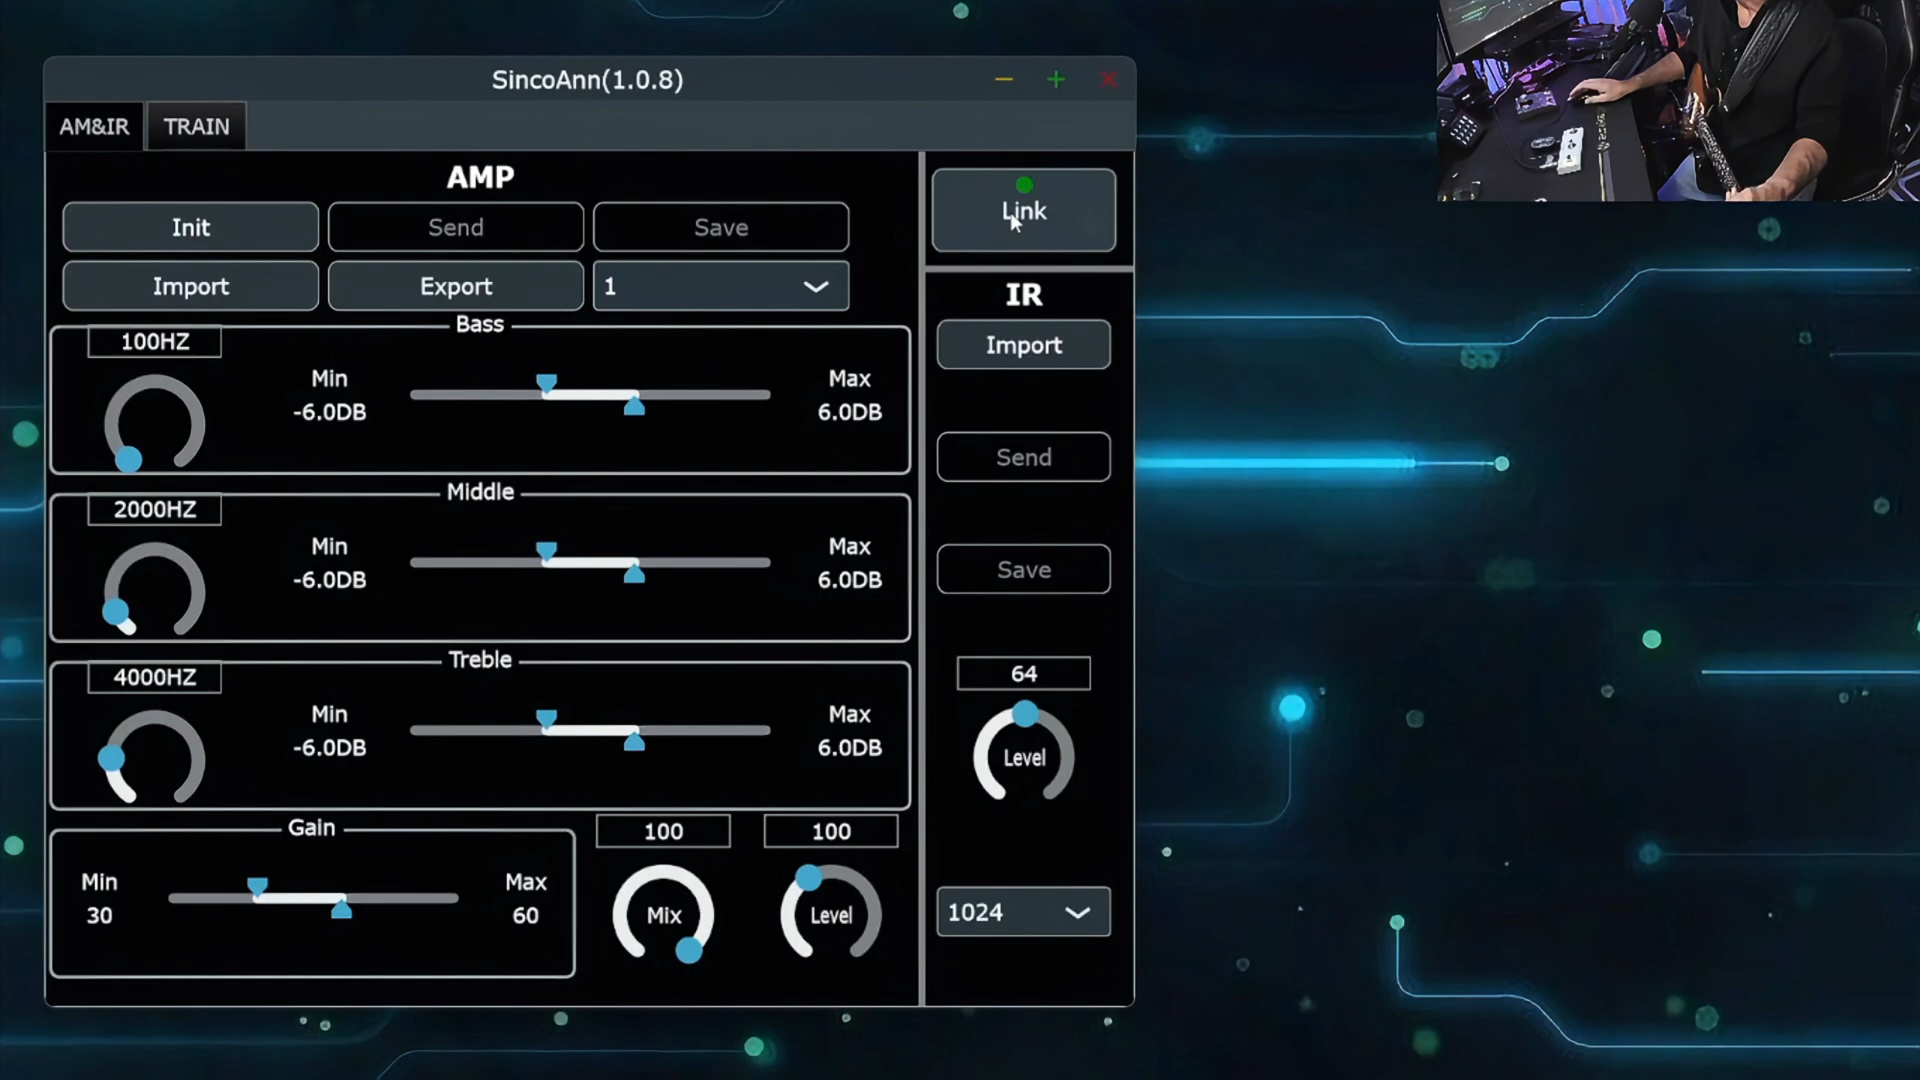 SincoAnn(1.0.8)
AM&IR TRAIN
AMP
Init Send Save
Import Export 1
Bass
100HZ
Min Max
-6.0DB 6.0DB
Middle
2000HZ
Min Max
-6.0DB 6.0DB
Treble
4000HZ
Min Max
-6.0DB 6.0DB
Gain
Min Max
30 60
100
Mix
100
Level
Link
IR
Import
Send
Save
64
Level
1024